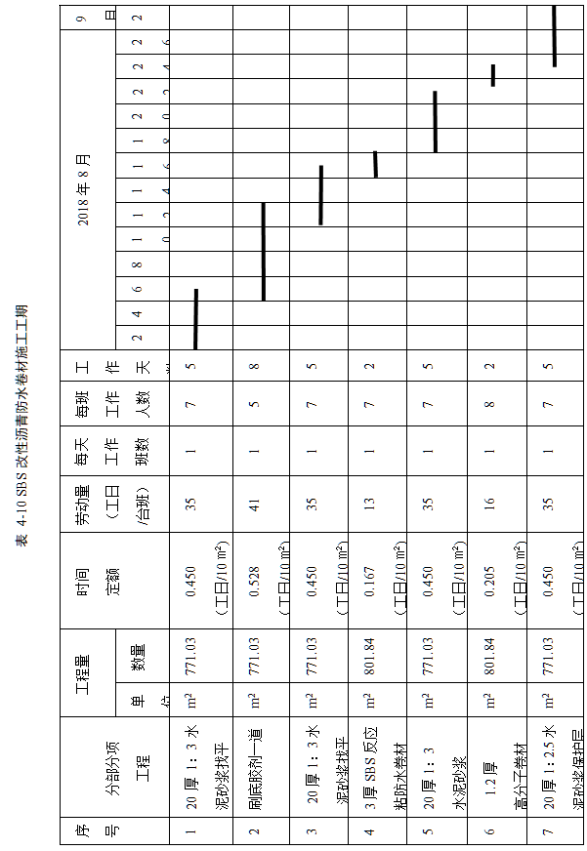 表 4-10 SBS 改性沥青防水卷材施工工期
序号 分部分项工程 工程量 时间定额 劳动量（工日/台班） 每天工作班数 每班工作人数 工作天 2018 年 8 月 9 月
单位 数量 2 4 6 8 10 12 14 16 18 20 22 24 26 2
1 20 厚 1：3 水泥砂浆找平 m² 771.03 0.450（工日/10 m²） 35 1 7 5
2 刷底胶剂一道 m² 771.03 0.528（工日/10 m²） 41 1 5 8
3 20 厚 1：3 水泥砂浆找平 m² 771.03 0.450（工日/10 m²） 35 1 7 5
4 3 厚 SBS 反应粘防水卷材 m² 801.84 0.167（工日/10 m²） 13 1 7 2
5 20 厚 1：3 水泥砂浆 m² 771.03 0.450（工日/10 m²） 35 1 7 5
6 1.2 厚高分子卷材 m² 801.84 0.205（工日/10 m²） 16 1 8 2
7 20 厚 1：2.5 水泥砂浆保护层 m² 771.03 0.450（工日/10 m²） 35 1 7 5